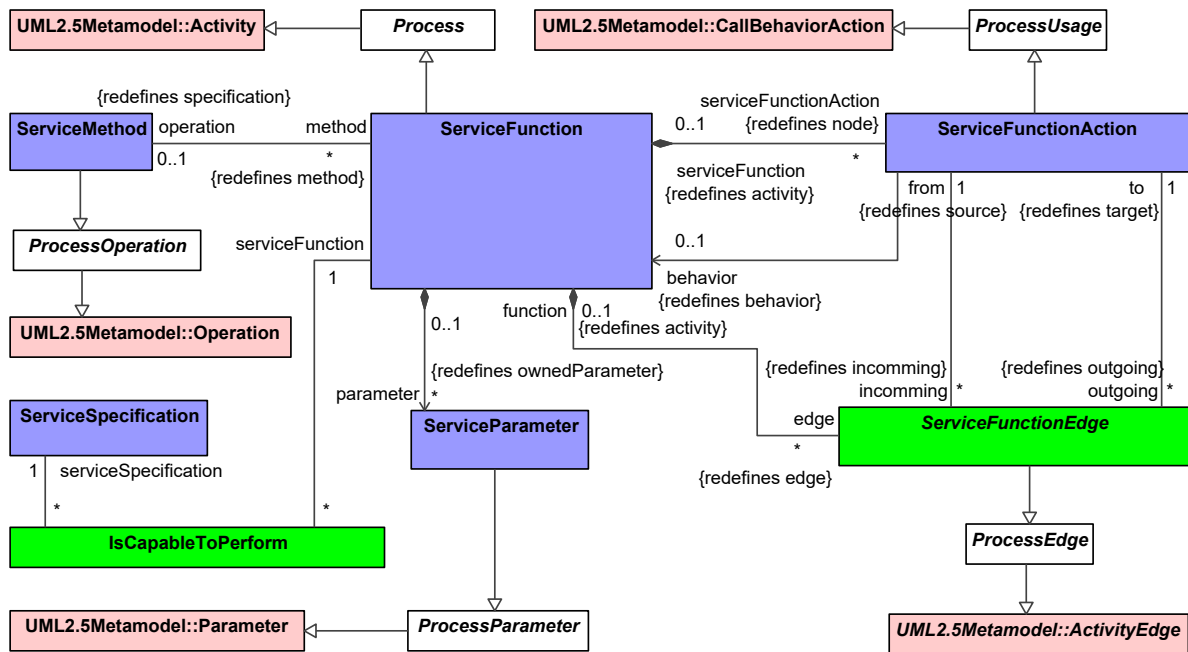 UML2.5Metamodel::Activity
Process
UML2.5Metamodel::CallBehaviorAction
ProcessUsage
{redefines specification}
ServiceMethod
operation
method
0..1
*
{redefines method}
ServiceFunction
serviceFunctionAction
0..1
{redefines node}
*
serviceFunction
{redefines activity}
ServiceFunctionAction
from
1
{redefines source}
to
1
{redefines target}
ProcessOperation
serviceFunction
1
0..1
behavior
{redefines behavior}
UML2.5Metamodel::Operation
0..1
function
0..1
{redefines activity}
{redefines ownedParameter}
parameter
*
{redefines incomming}
incomming
*
{redefines outgoing}
outgoing
*
ServiceSpecification
1
serviceSpecification
*
*
ServiceParameter
edge
*
{redefines edge}
ServiceFunctionEdge
IsCapableToPerform
ProcessEdge
UML2.5Metamodel::Parameter
ProcessParameter
UML2.5Metamodel::ActivityEdge